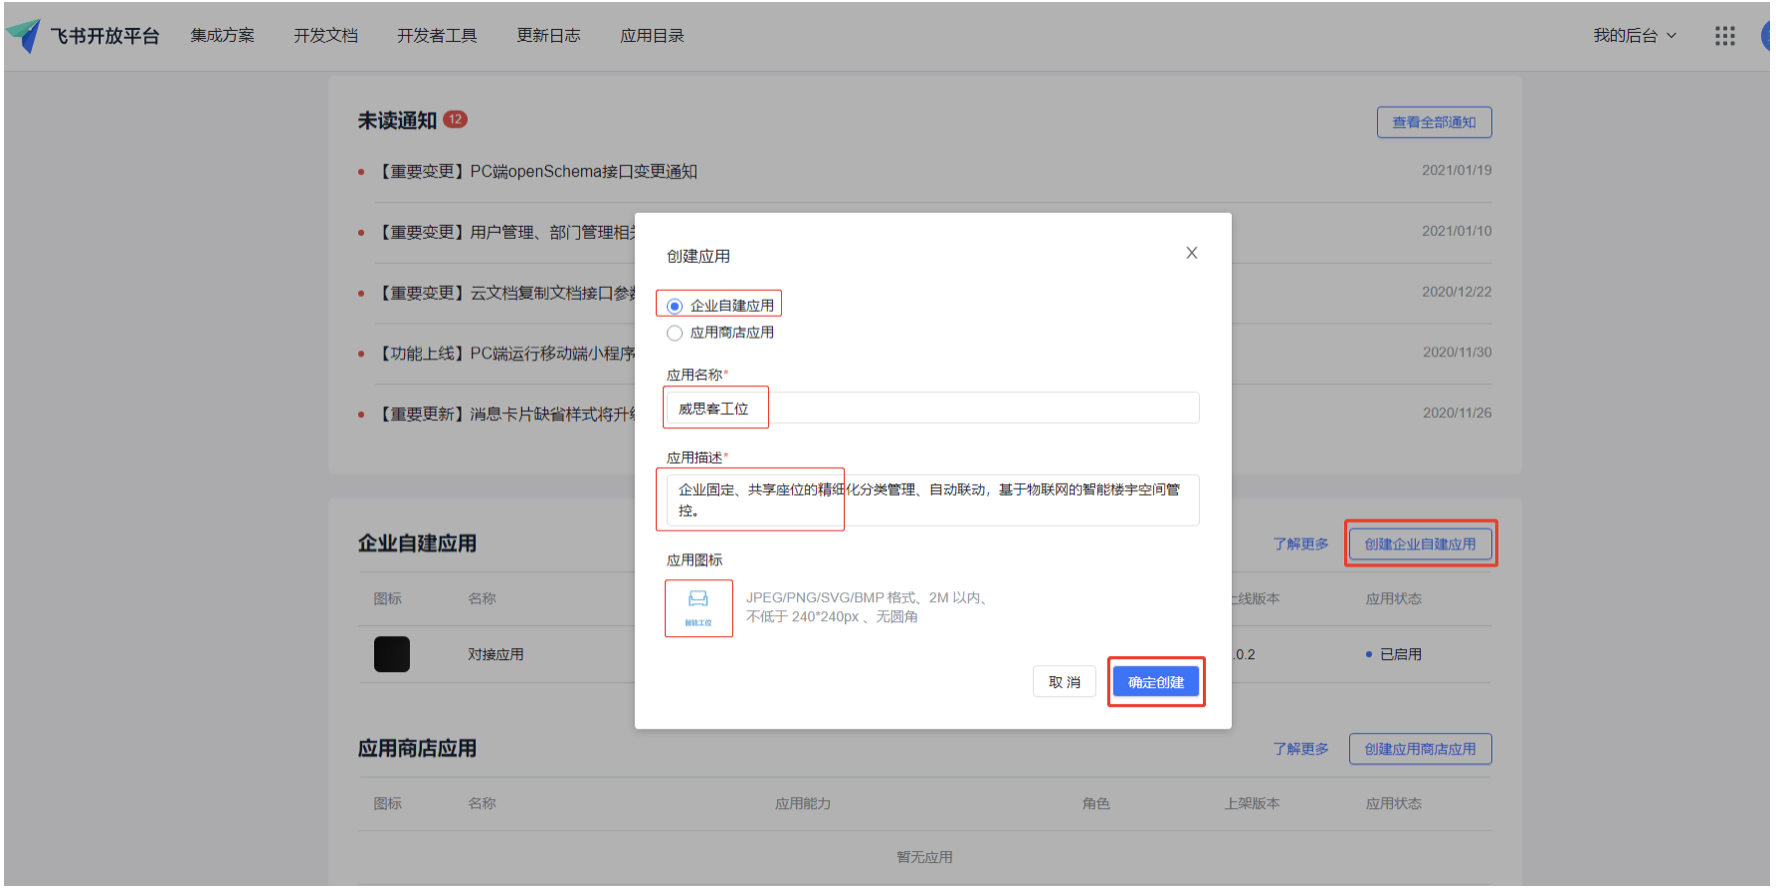 飞书开放平台 集成方案 开发文档 开发者工具 更新日志 应用目录 我的后台
未读通知 12 查看全部通知
【重要变更】PC端openSchema接口变更通知 2021/01/19
【重要变更】用户管理、部门管理相 2021/01/10
【重要变更】云文档复制文档接口参 2020/12/22
【功能上线】PC端运行移动端小程序 2020/11/30
【重要更新】消息卡片缺省样式将升 2020/11/26
创建应用
企业自建应用
应用商店应用
应用名称*
威思客工位
应用描述*
企业固定、共享座位的精细化分类管理、自动联动，基于物联网的智能楼宇空间管
控。
应用图标
智能工位
JPEG/PNG/SVG/BMP 格式、2M 以内、
不低于 240*240px 、无圆角
取 消 确定创建
企业自建应用 了解更多 创建企业自建应用
图标 名称 上线版本 应用状态
对接应用 .0.2 已启用
应用商店应用 了解更多 创建应用商店应用
图标 名称 应用能力 角色 上架版本 应用状态
暂无应用